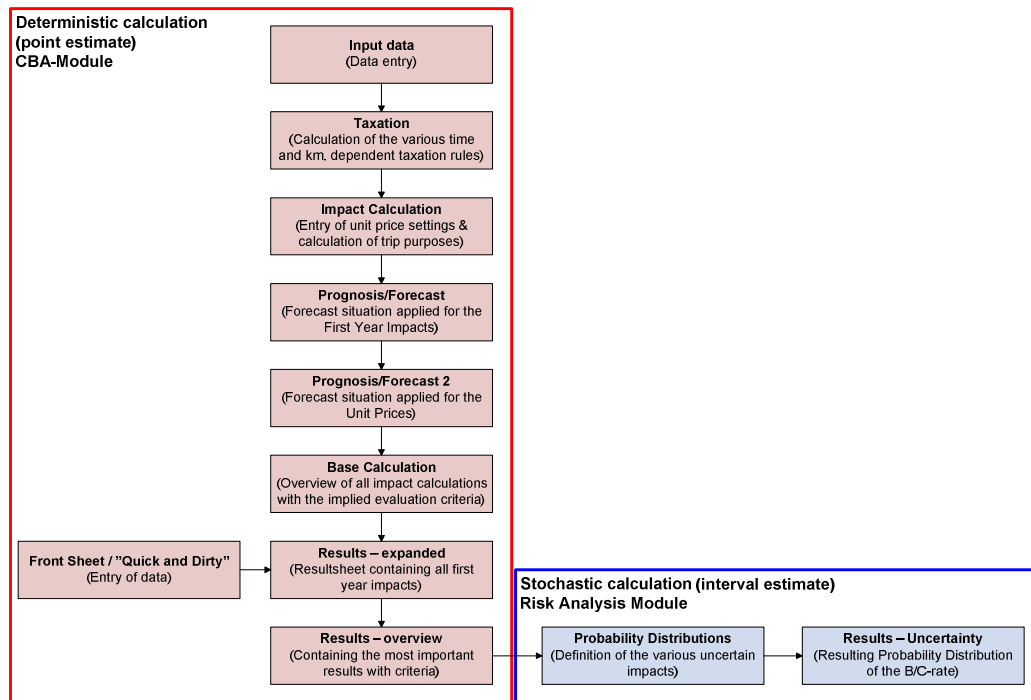 Deterministic calculation
(point estimate)
CBA-Module
Input data
(Data entry)
Taxation
(Calculation of the various time
and km. dependent taxation rules)
Impact Calculation
(Entry of unit price settings &
calculation of trip purposes)
Prognosis/Forecast
(Forecast situation applied for the
First Year Impacts)
Prognosis/Forecast 2
(Forecast situation applied for the
Unit Prices)
Base Calculation
(Overview of all impact calculations
with the implied evaluation criteria)
Front Sheet / ”Quick and Dirty”
(Entry of data)
Results – expanded
(Resultsheet containing all first
year impacts)
Results – overview
(Containing the most important
results with criteria)
Stochastic calculation (interval estimate)
Risk Analysis Module
Probability Distributions
(Definition of the various uncertain
impacts)
Results – Uncertainty
(Resulting Probability Distribution
of the B/C-rate)